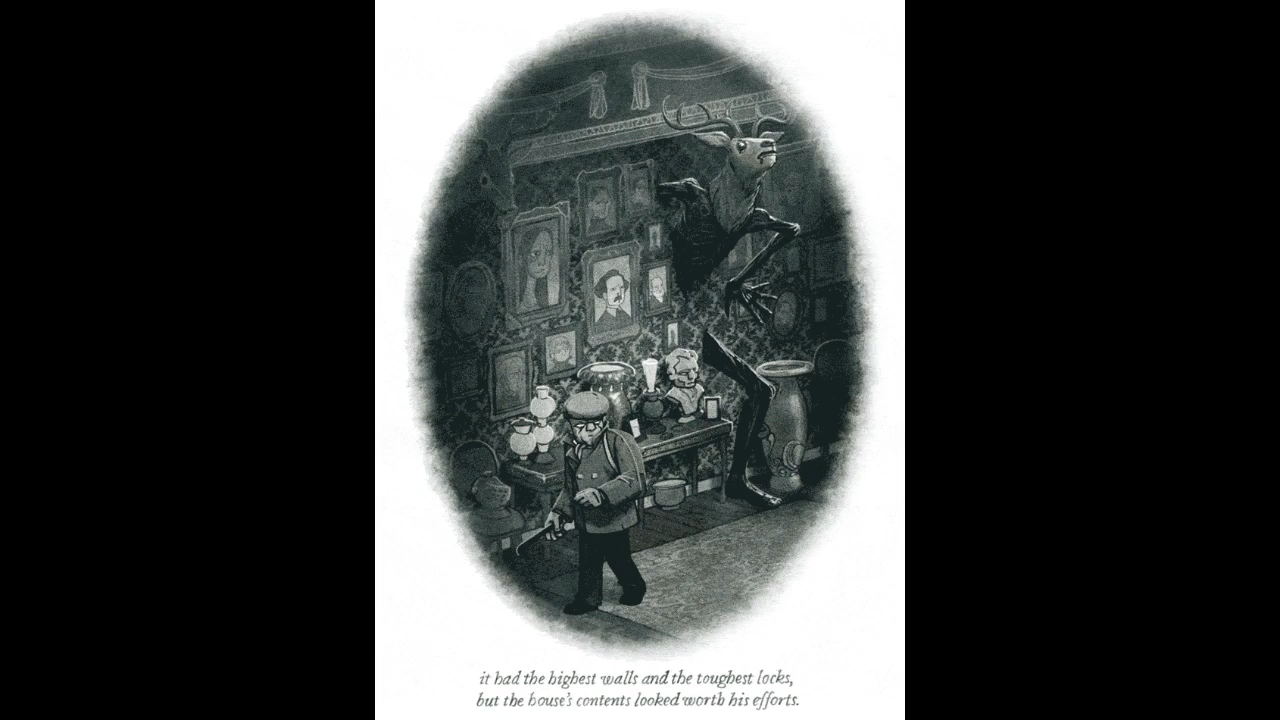 it had the highest walls and the toughest locks,
but the house's contents looked worth his efforts.